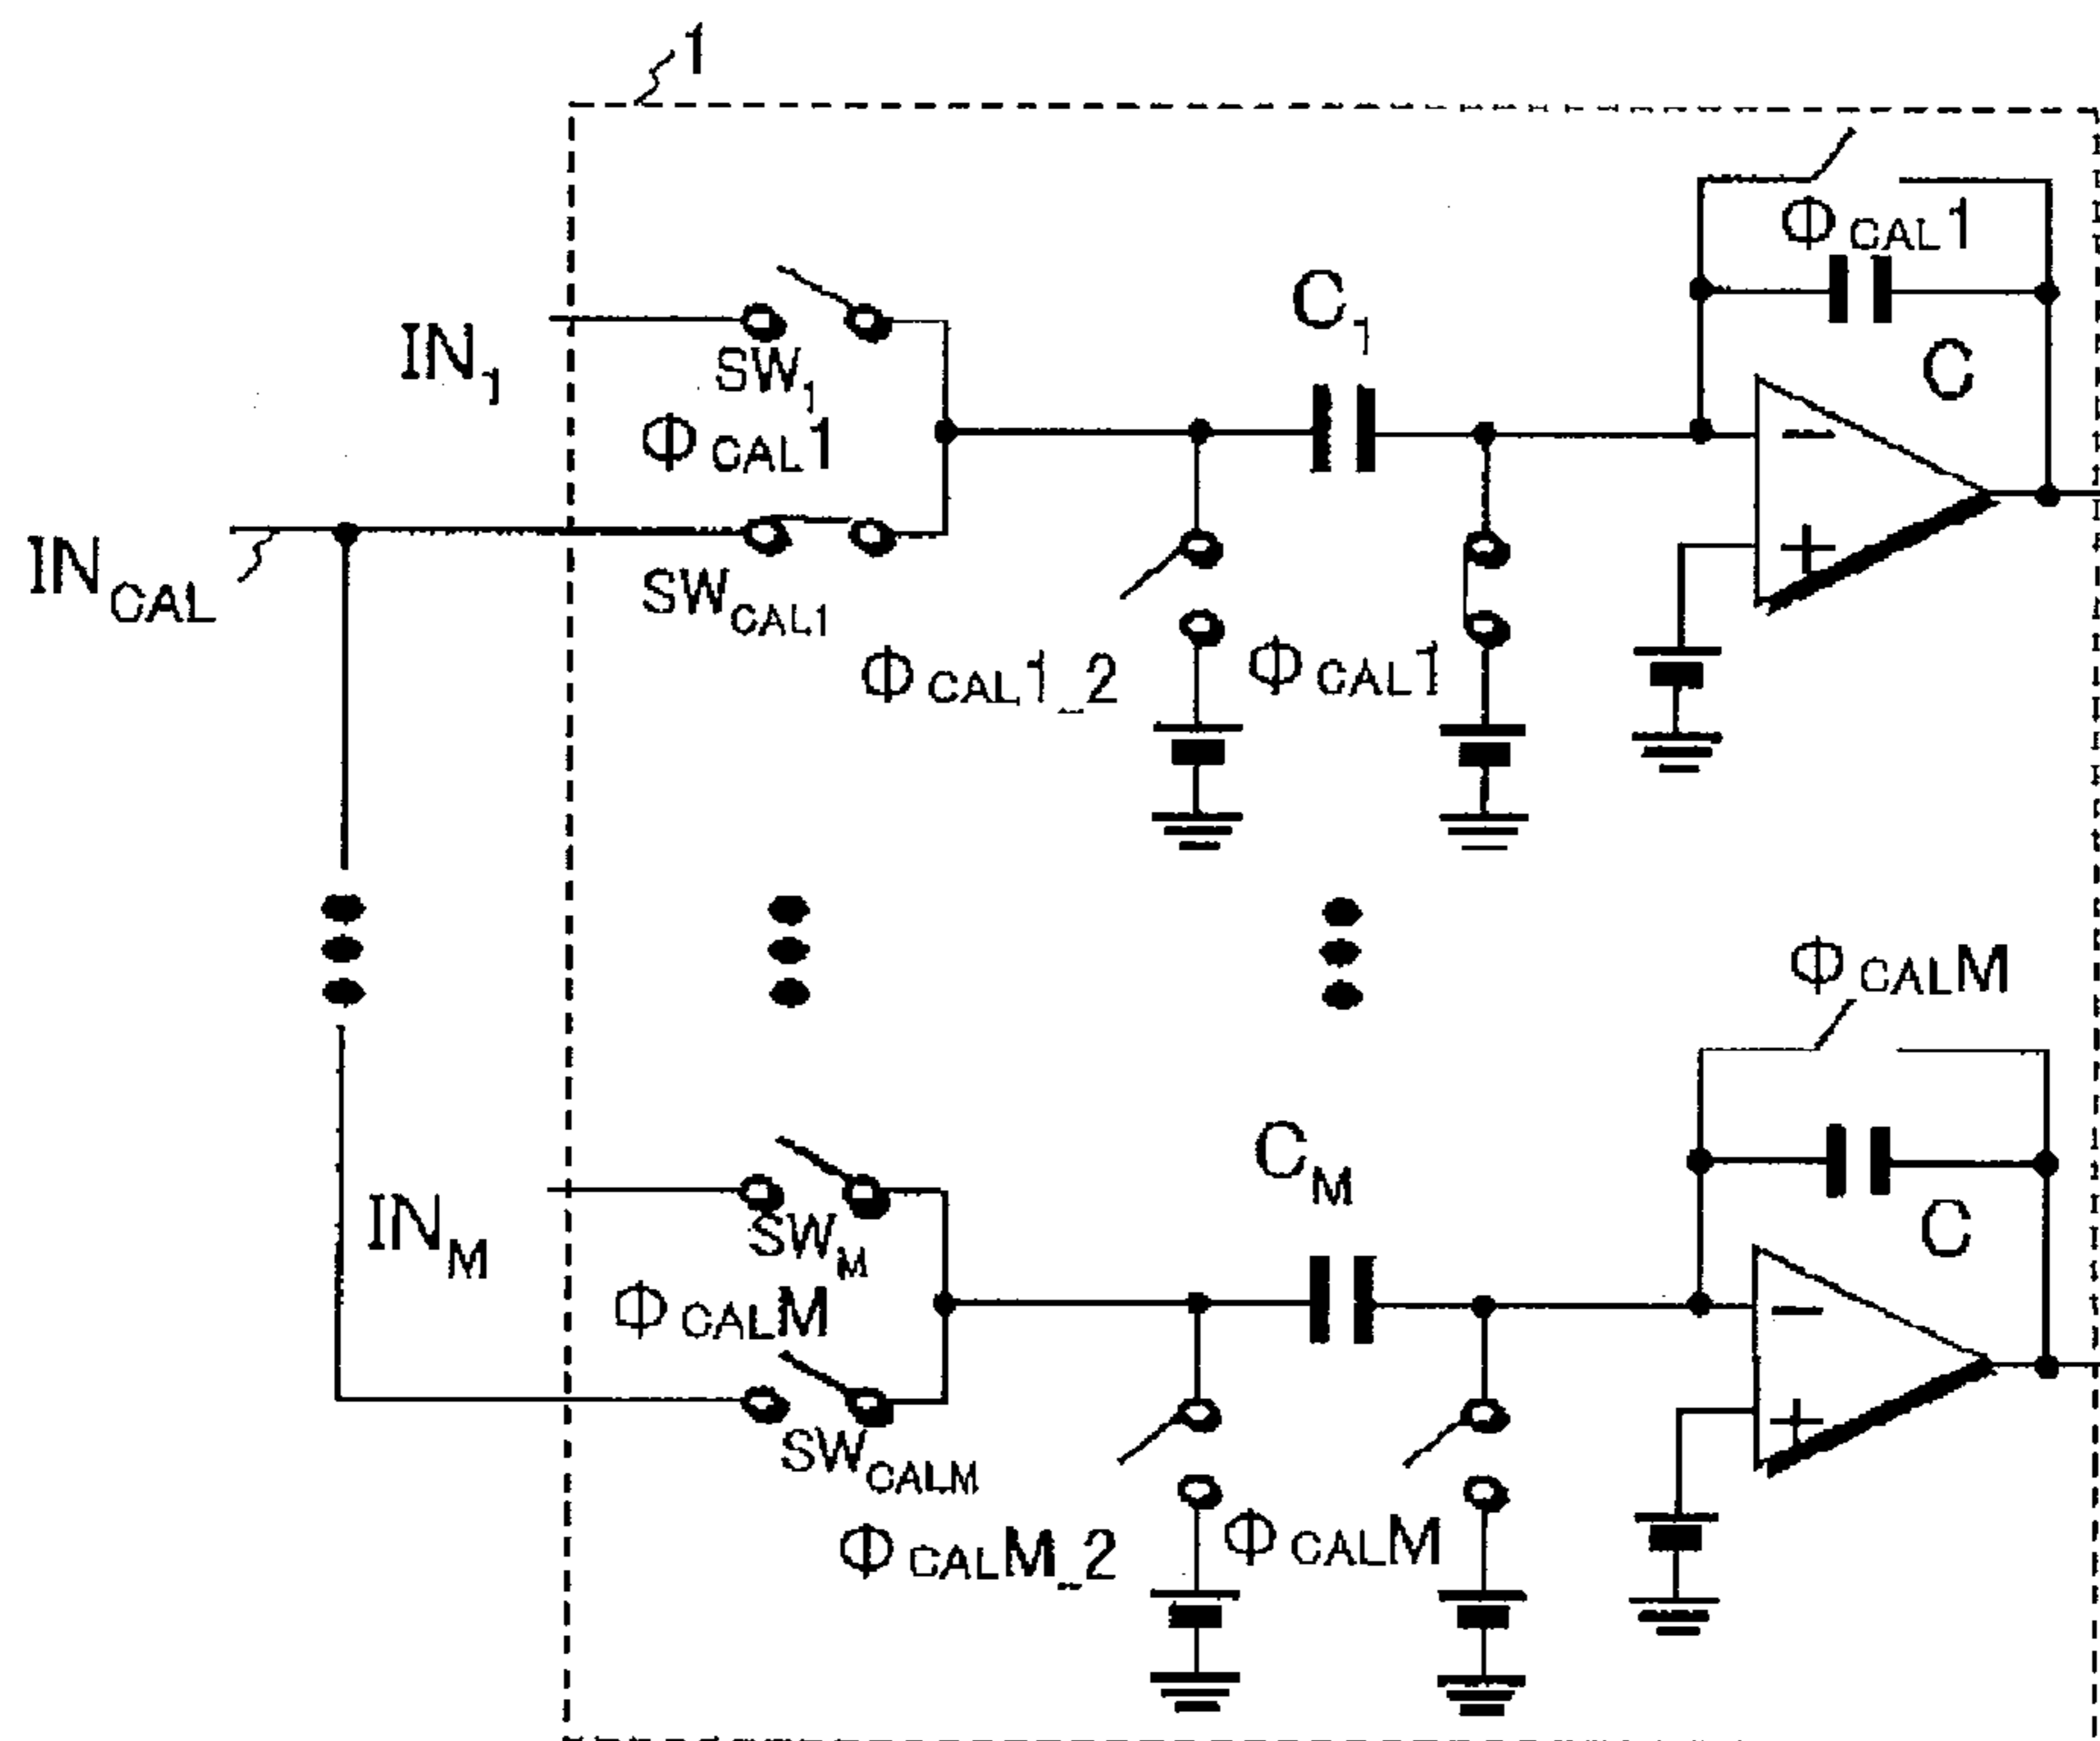 1
Φ CAL1
C1
IN1
SW1
C
Φ CAL1
−
INCAL
+
SWCAL1
Φ CAL1_2
Φ CAL1
Φ CALM
CM
INM
SWM
C
Φ CALM
−
+
SWCALM
Φ CALM_2
Φ CALM